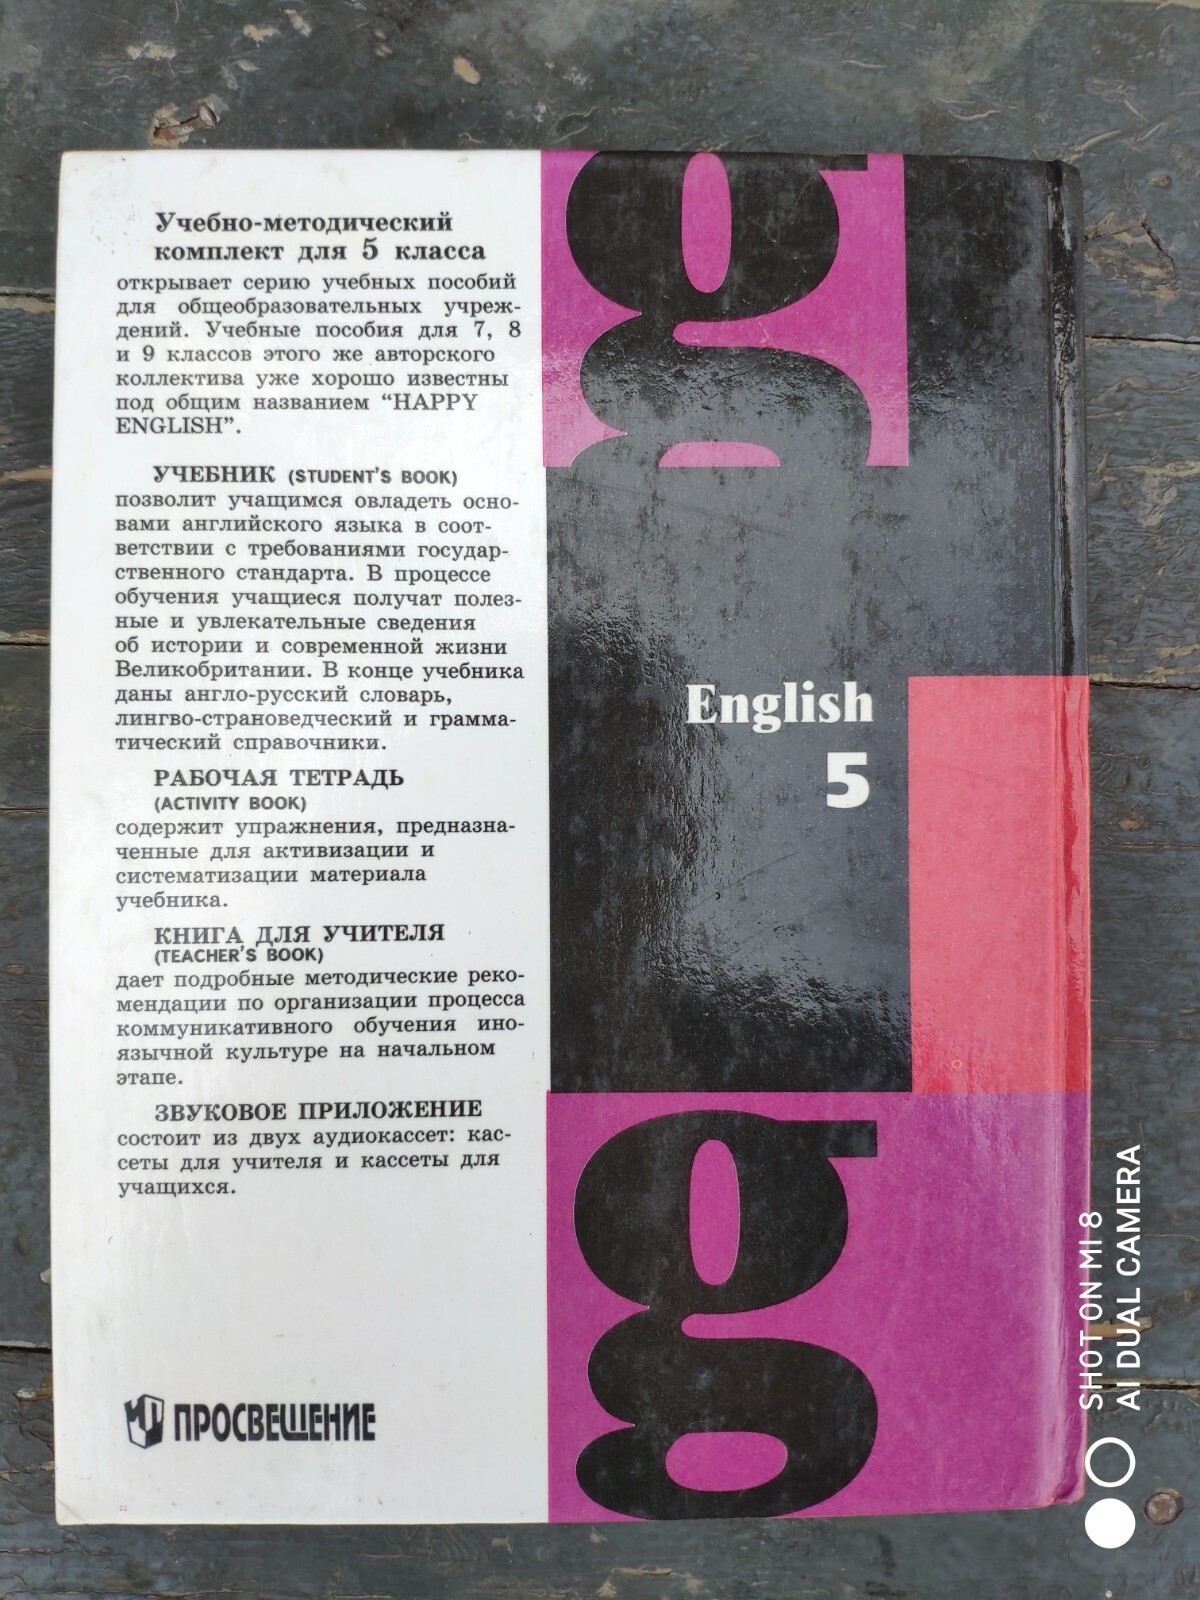 Учебно-методический
комплект для 5 класса
открывает серию учебных пособий
для общеобразовательных учреж-
дений. Учебные пособия для 7, 8
и 9 классов этого же авторского
коллектива уже хорошо известны
под общим названием “HAPPY
ENGLISH”.
УЧЕБНИК (STUDENT'S BOOK)
позволит учащимся овладеть осно-
вами английского языка в соот-
ветствии с требованиями государ-
ственного стандарта. В процессе
обучения учащиеся получат полез-
ные и увлекательные сведения
об истории и современной жизни
Великобритании. В конце учебника
даны англо-русский словарь,
лингво-страноведческий и грамма-
тический справочники.
РАБОЧАЯ ТЕТРАДЬ
(ACTIVITY BOOK)
содержит упражнения, предназна-
ченные для активизации и
систематизации материала
учебника.
КНИГА ДЛЯ УЧИТЕЛЯ
(TEACHER'S BOOK)
дает подробные методические реко-
мендации по организации процесса
коммуникативного обучения ино-
язычной культуре на начальном
этапе.
ЗВУКОВОЕ ПРИЛОЖЕНИЕ
состоит из двух аудиокассет: кас-
сеты для учителя и кассеты для
учащихся.
ПРОСВЕЩЕНИЕ
g
English
5
g
SHOT ON MI 8
AI DUAL CAMERA